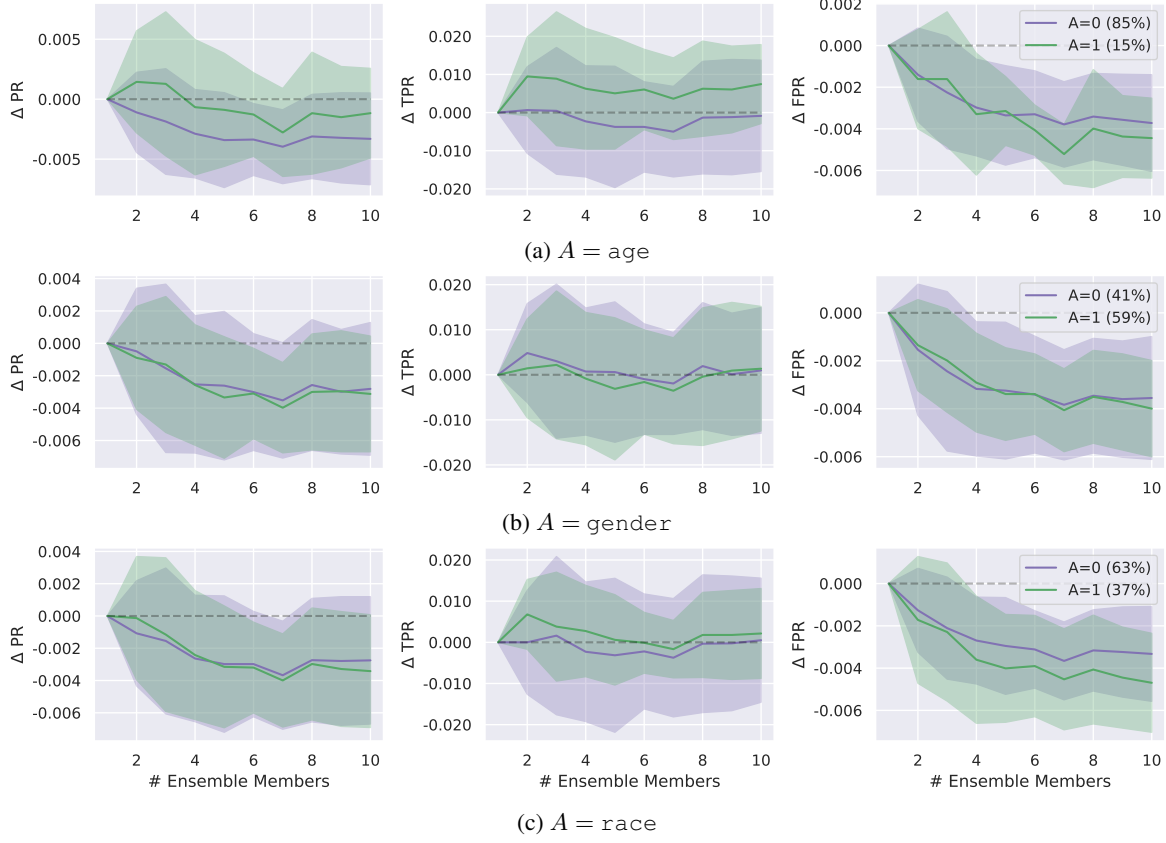 0.005
0.000
-0.005
Δ PR
2 4 6 8 10
0.020
0.010
0.000
-0.010
-0.020
Δ TPR
2 4 6 8 10
0.002
0.000
-0.002
-0.004
-0.006
Δ FPR
2 4 6 8 10
A=0 (85%)
A=1 (15%)
(a) A = age
0.004
0.002
0.000
-0.002
-0.004
-0.006
Δ PR
2 4 6 8 10
0.020
0.010
0.000
-0.010
-0.020
Δ TPR
2 4 6 8 10
0.000
-0.002
-0.004
-0.006
Δ FPR
2 4 6 8 10
A=0 (41%)
A=1 (59%)
(b) A = gender
0.004
0.002
0.000
-0.002
-0.004
-0.006
Δ PR
2 4 6 8 10
# Ensemble Members
0.020
0.010
0.000
-0.010
-0.020
Δ TPR
2 4 6 8 10
# Ensemble Members
0.000
-0.002
-0.004
-0.006
Δ FPR
2 4 6 8 10
# Ensemble Members
A=0 (63%)
A=1 (37%)
(c) A = race